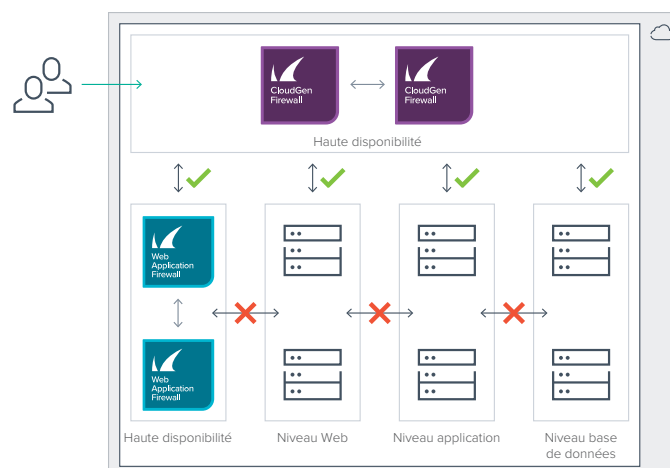 CloudGen
Firewall
CloudGen
Firewall
Haute disponibilité
Web
Application
Firewall
Web
Application
Firewall
Haute disponibilité
Niveau Web
Niveau application
Niveau base
de données